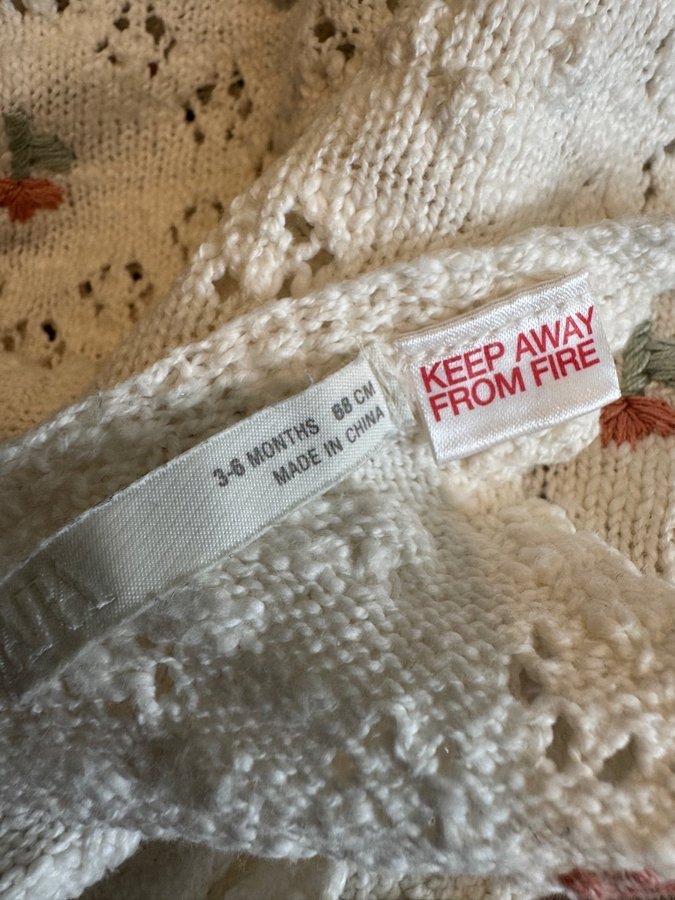 3-6 MONTHS 68 CM
MADE IN CHINA
KEEP AWAY
FROM FIRE